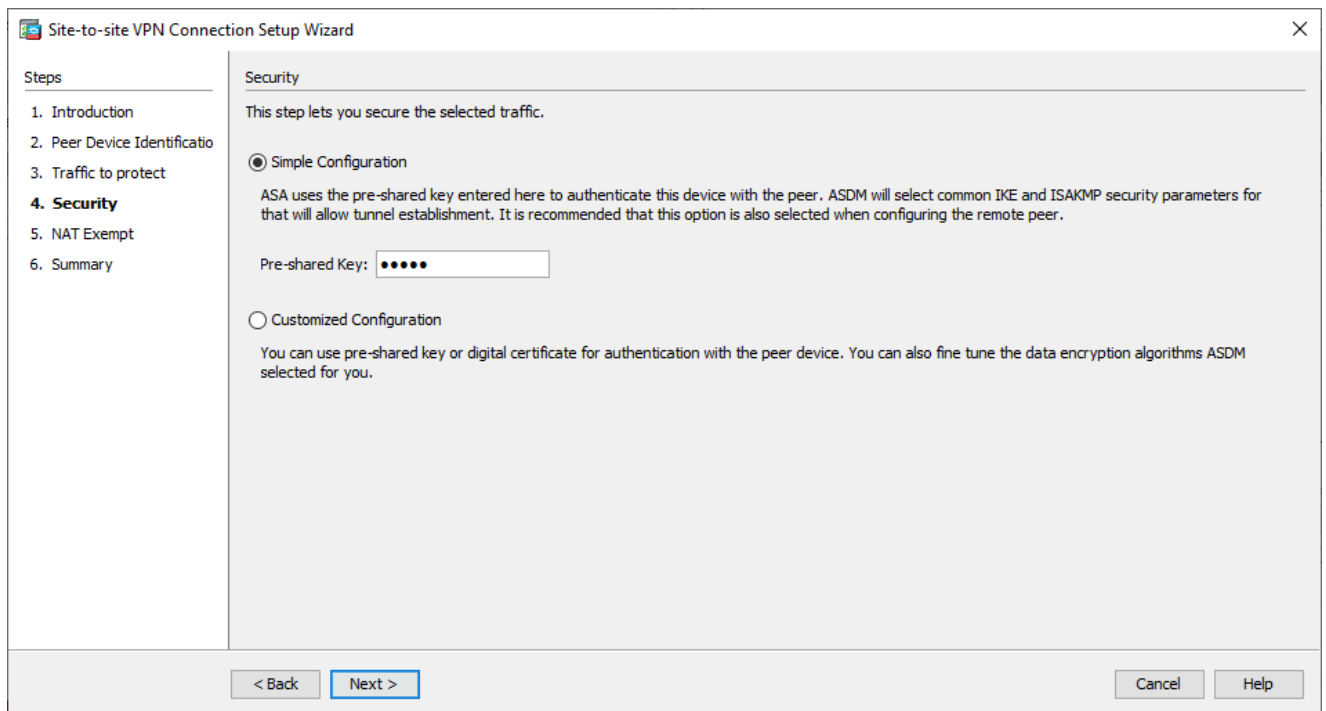 Site-to-site VPN Connection Setup Wizard
Steps
1. Introduction
2. Peer Device Identificatio
3. Traffic to protect
4. Security
5. NAT Exempt
6. Summary
Security
This step lets you secure the selected traffic.
Simple Configuration
ASA uses the pre-shared key entered here to authenticate this device with the peer. ASDM will select common IKE and ISAKMP security parameters for
that will allow tunnel establishment. It is recommended that this option is also selected when configuring the remote peer.
Pre-shared Key: •••••
Customized Configuration
You can use pre-shared key or digital certificate for authentication with the peer device. You can also fine tune the data encryption algorithms ASDM
selected for you.
< Back Next > Cancel Help